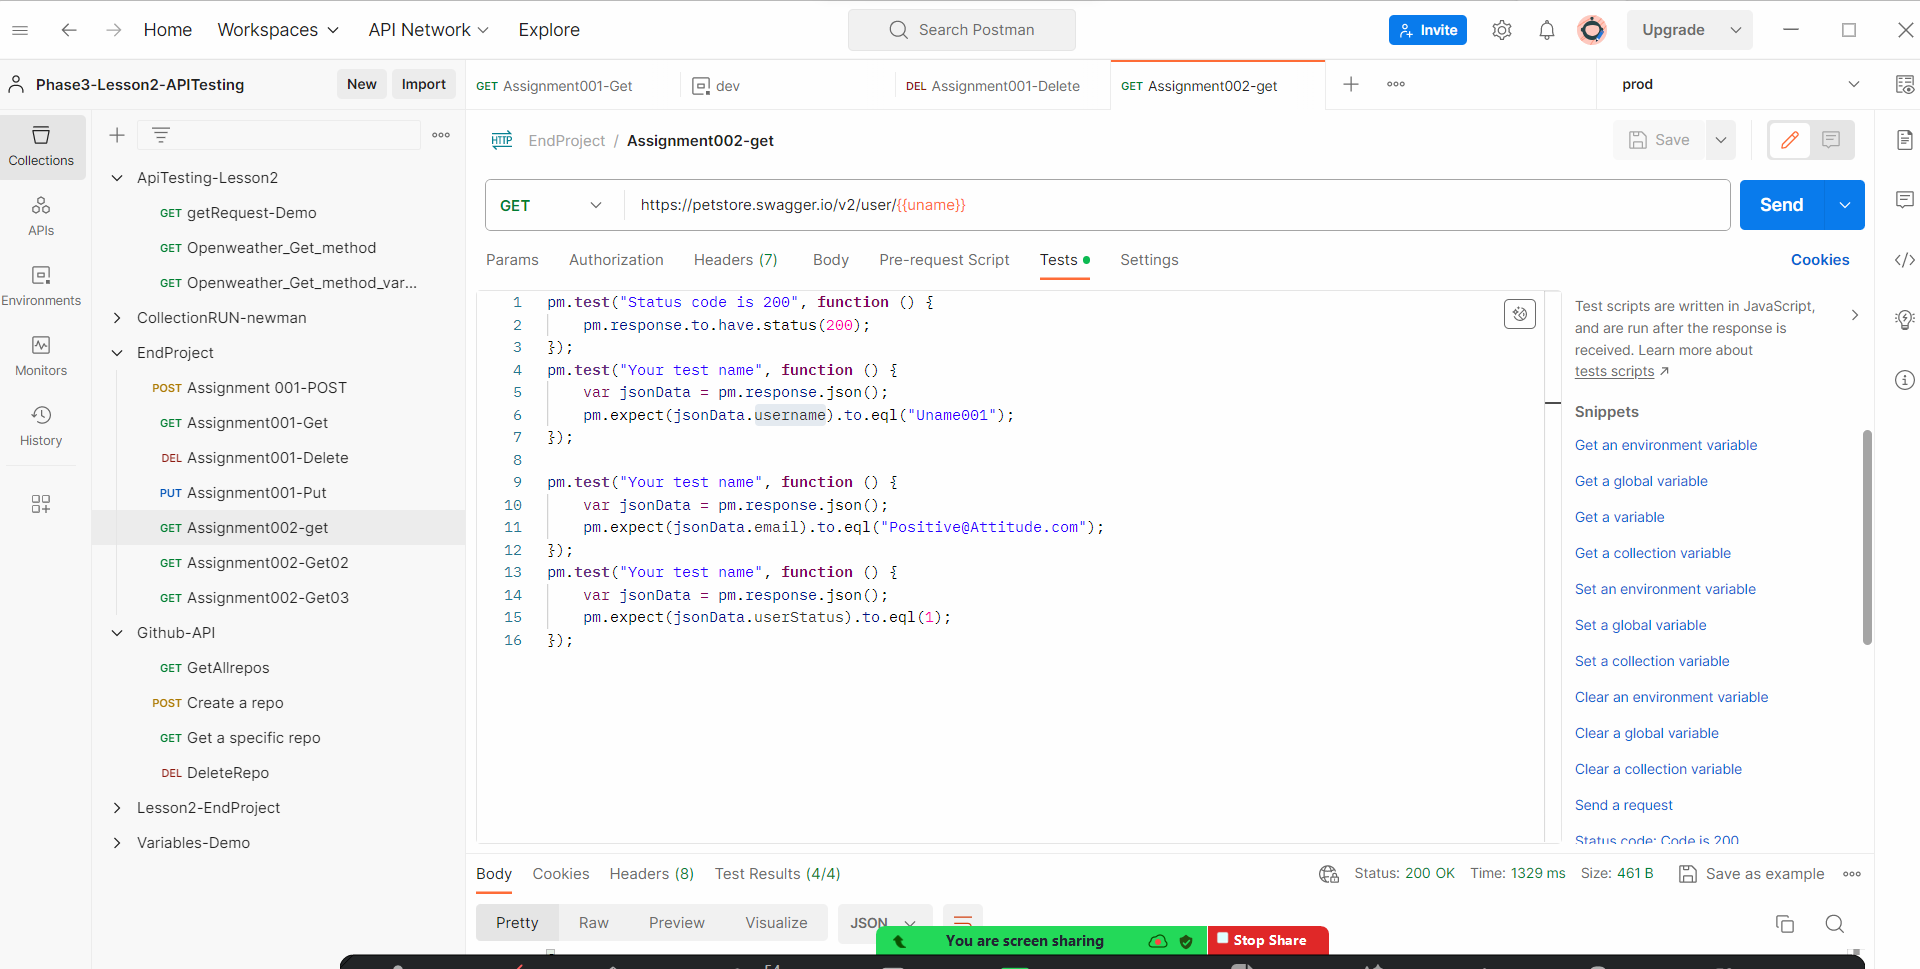 Home Workspaces API Network Explore Search Postman Invite Upgrade
Phase3-Lesson2-APITesting New Import GET Assignment001-Get dev DEL Assignment001-Delete GET Assignment002-get prod
Collections
APIs
Environments
Monitors
History
ApiTesting-Lesson2
GET getRequest-Demo
GET Openweather_Get_method
GET Openweather_Get_method_var...
CollectionRUN-newman
EndProject
POST Assignment 001-POST
GET Assignment001-Get
DEL Assignment001-Delete
PUT Assignment001-Put
GET Assignment002-get
GET Assignment002-Get02
GET Assignment002-Get03
Github-API
GET GetAllrepos
POST Create a repo
GET Get a specific repo
DEL DeleteRepo
Lesson2-EndProject
Variables-Demo
HTTP EndProject / Assignment002-get Save
GET https://petstore.swagger.io/v2/user/{{uname}} Send
Params Authorization Headers (7) Body Pre-request Script Tests Settings Cookies
1 pm.test("Status code is 200", function () {
2 pm.response.to.have.status(200);
3 });
4 pm.test("Your test name", function () {
5 var jsonData = pm.response.json();
6 pm.expect(jsonData.username).to.eql("Uname001");
7 });
8
9 pm.test("Your test name", function () {
10 var jsonData = pm.response.json();
11 pm.expect(jsonData.email).to.eql("Positive@Attitude.com");
12 });
13 pm.test("Your test name", function () {
14 var jsonData = pm.response.json();
15 pm.expect(jsonData.userStatus).to.eql(1);
16 });
Test scripts are written in JavaScript,
and are run after the response is
received. Learn more about
tests scripts
Snippets
Get an environment variable
Get a global variable
Get a variable
Get a collection variable
Set an environment variable
Set a global variable
Set a collection variable
Clear an environment variable
Clear a global variable
Clear a collection variable
Send a request
Status code: Code is 200
Body Cookies Headers (8) Test Results (4/4) Status: 200 OK Time: 1329 ms Size: 461 B Save as example
Pretty Raw Preview Visualize JSON
You are screen sharing Stop Share